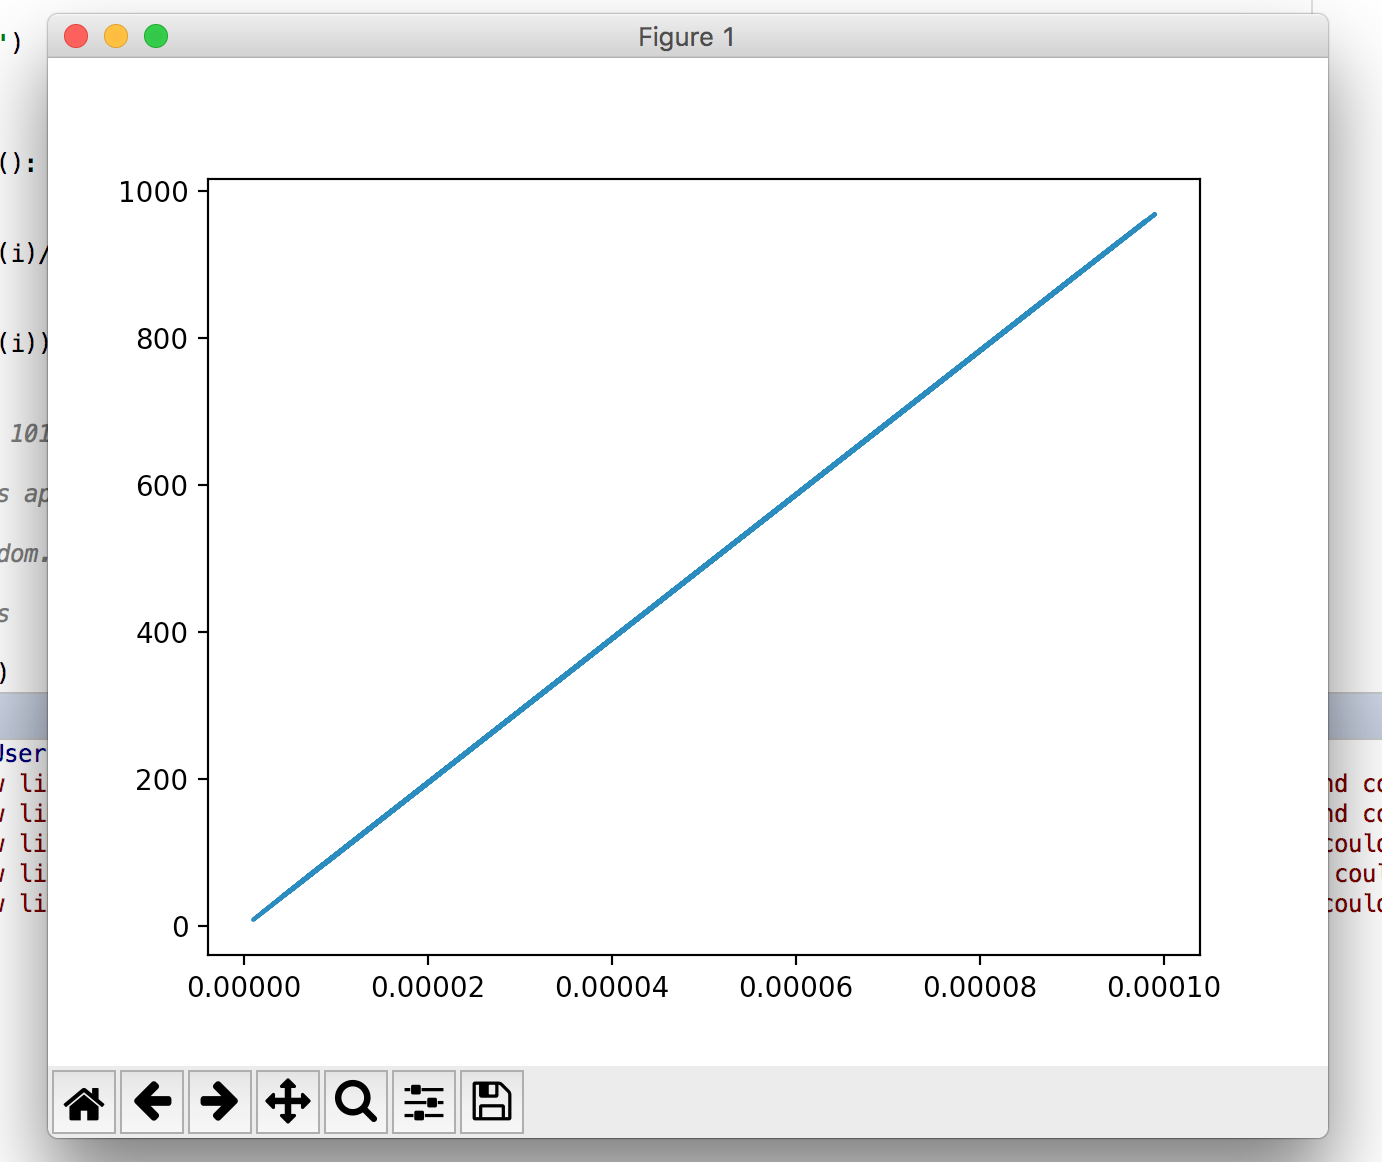 Figure 1
')
():
(i)/
(i))
101
s ap
dom.
s
)
User
w li
w li
w li
w li
w li
nd co
nd co
could
coul
could
1000
800
600
400
200
0
0.00000 0.00002 0.00004 0.00006 0.00008 0.00010